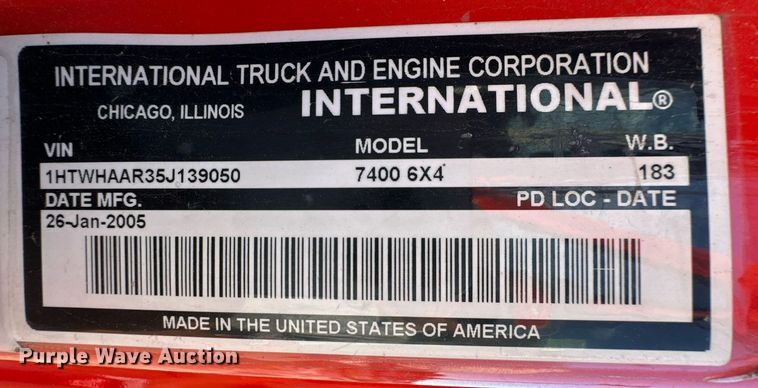 INTERNATIONAL TRUCK AND ENGINE CORPORATION
CHICAGO, ILLINOIS INTERNATIONAL®
VIN MODEL W.B.
1HTWHAAR35J139050 7400 6X4 183
DATE MFG. PD LOC - DATE
26-Jan-2005
MADE IN THE UNITED STATES OF AMERICA
Purple Wave Auction